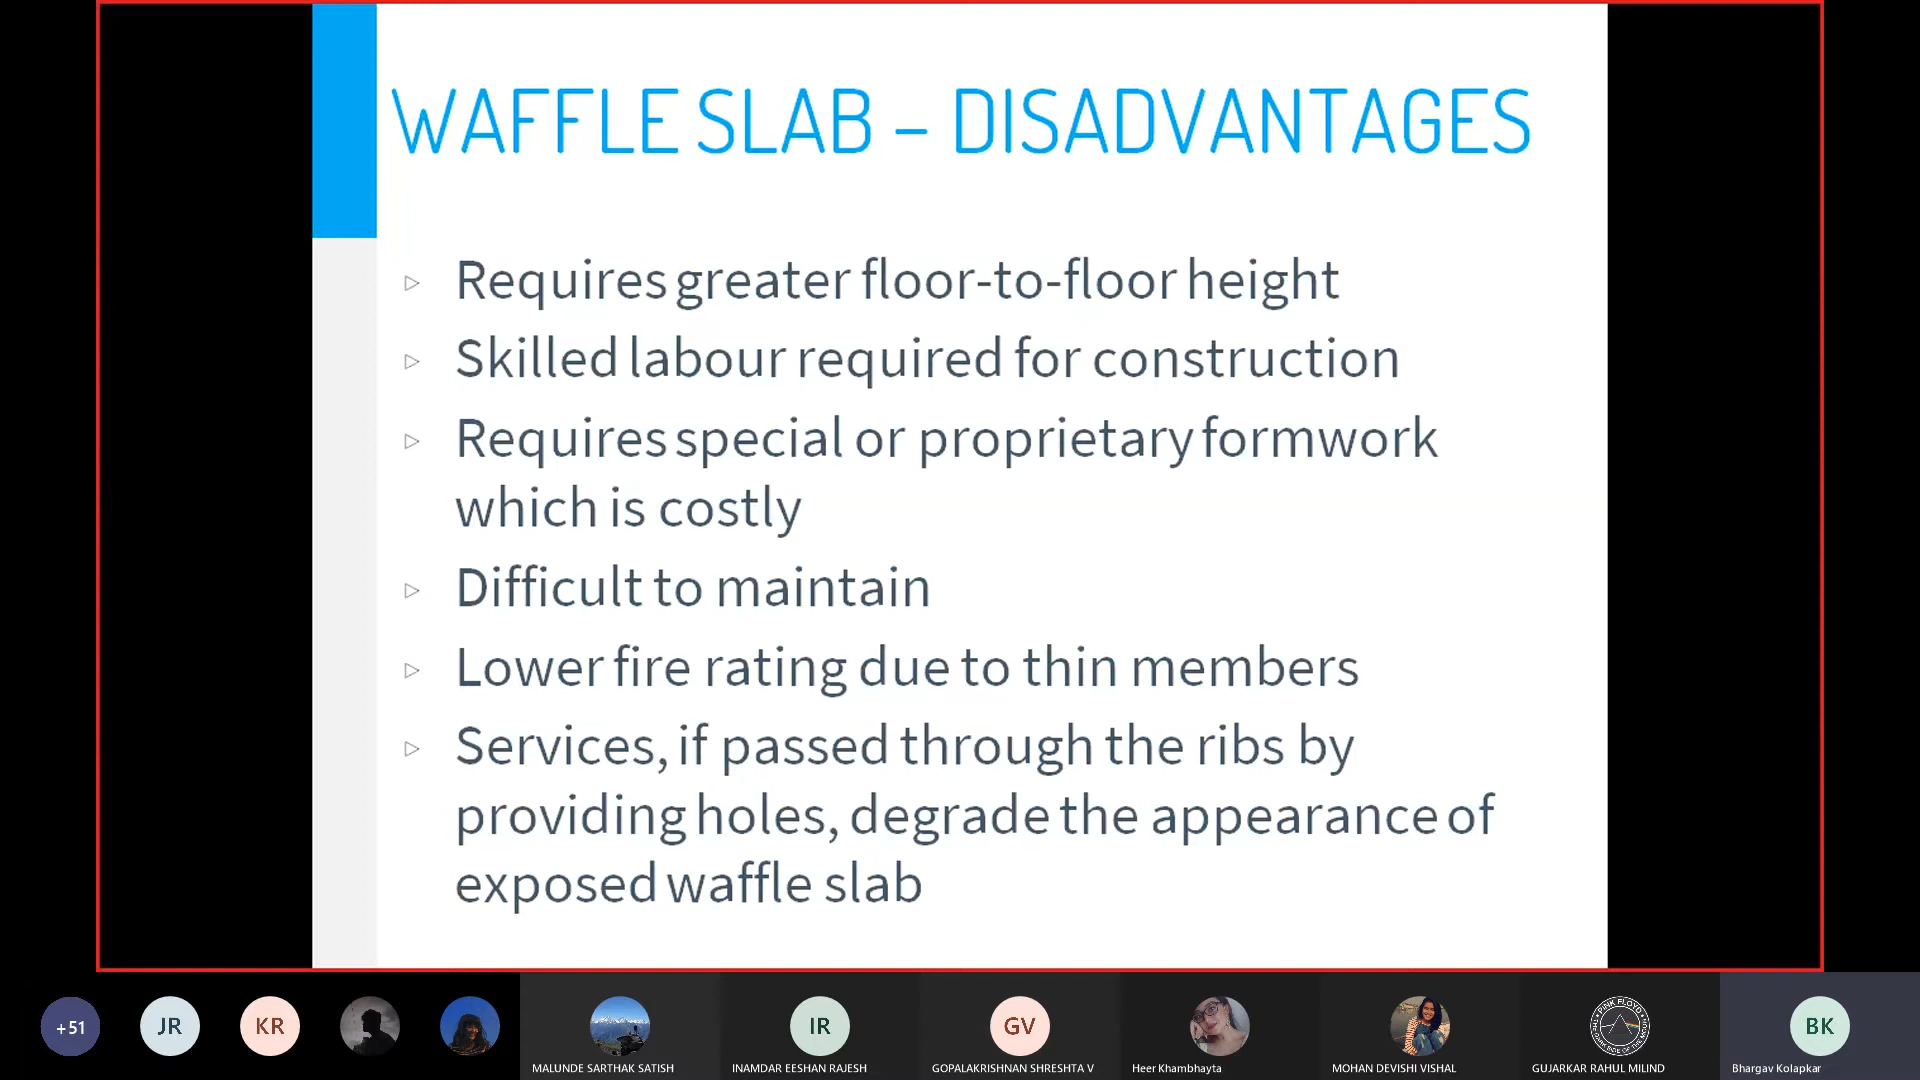 WAFFLE SLAB – DISADVANTAGES
▷ Requires greater floor-to-floor height
▷ Skilled labour required for construction
▷ Requires special or proprietary formwork
which is costly
▷ Difficult to maintain
▷ Lower fire rating due to thin members
▷ Services, if passed through the ribs by
providing holes, degrade the appearance of
exposed waffle slab
+51
JR
KR
IR
GV
PINK FLOYD
BK
MALUNDE SARTHAK SATISH
INAMDAR EESHAN RAJESH
GOPALAKRISHNAN SHRESHTA V
Heer Khambhayta
MOHAN DEVISHI VISHAL
GUJARKAR RAHUL MILIND
Bhargav Kolapkar